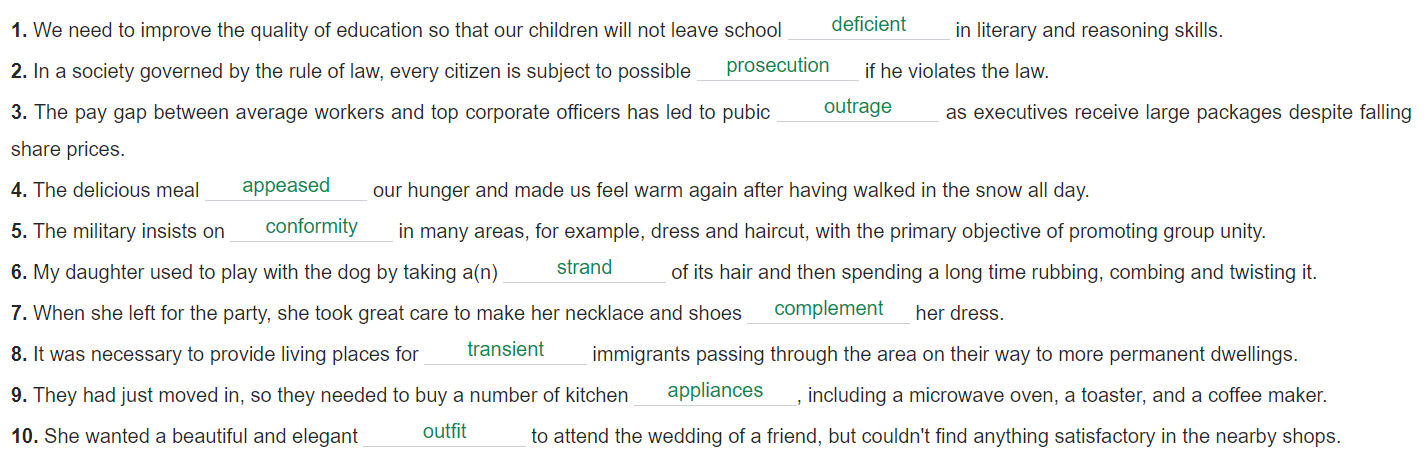 1. We need to improve the quality of education so that our children will not leave school deficient in literary and reasoning skills.
2. In a society governed by the rule of law, every citizen is subject to possible prosecution if he violates the law.
3. The pay gap between average workers and top corporate officers has led to pubic outrage as executives receive large packages despite falling
share prices.
4. The delicious meal appeased our hunger and made us feel warm again after having walked in the snow all day.
5. The military insists on conformity in many areas, for example, dress and haircut, with the primary objective of promoting group unity.
6. My daughter used to play with the dog by taking a(n) strand of its hair and then spending a long time rubbing, combing and twisting it.
7. When she left for the party, she took great care to make her necklace and shoes complement her dress.
8. It was necessary to provide living places for transient immigrants passing through the area on their way to more permanent dwellings.
9. They had just moved in, so they needed to buy a number of kitchen appliances, including a microwave oven, a toaster, and a coffee maker.
10. She wanted a beautiful and elegant outfit to attend the wedding of a friend, but couldn't find anything satisfactory in the nearby shops.